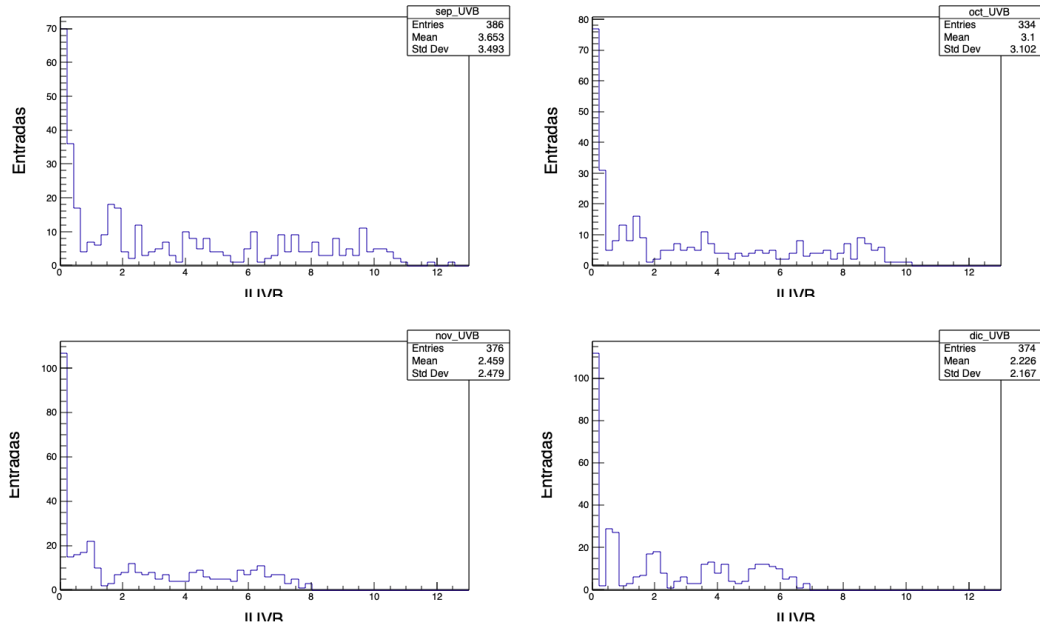 sep_UVB
Entries 386
Mean 3.653
Std Dev 3.493
70
60
50
40
30
20
10
0
Entradas
0 2 4 6 8 10 12
IUVB
oct_UVB
Entries 334
Mean 3.1
Std Dev 3.102
80
70
60
50
40
30
20
10
0
Entradas
0 2 4 6 8 10 12
IUVB
nov_UVB
Entries 376
Mean 2.459
Std Dev 2.479
100
80
60
40
20
0
Entradas
0 2 4 6 8 10 12
IUVB
dic_UVB
Entries 374
Mean 2.226
Std Dev 2.167
100
80
60
40
20
0
Entradas
0 2 4 6 8 10 12
IUVB